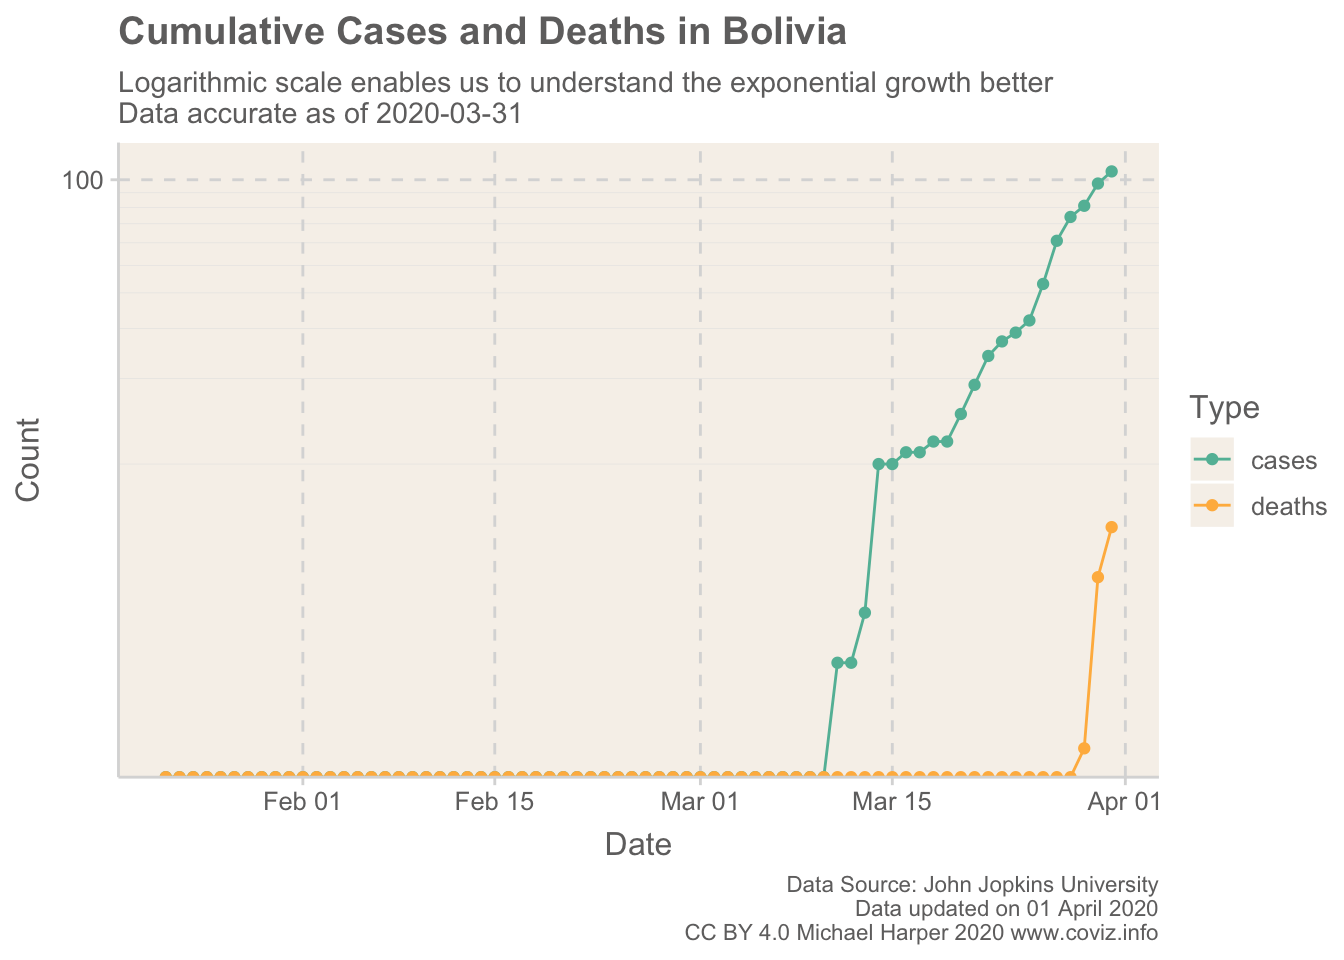 Cumulative Cases and Deaths in Bolivia
Logarithmic scale enables us to understand the exponential growth better
Data accurate as of 2020-03-31
100
Count
Type
cases
deaths
Feb 01
Feb 15
Mar 01
Mar 15
Apr 01
Date
Data Source: John Jopkins University
Data updated on 01 April 2020
CC BY 4.0 Michael Harper 2020 www.coviz.info